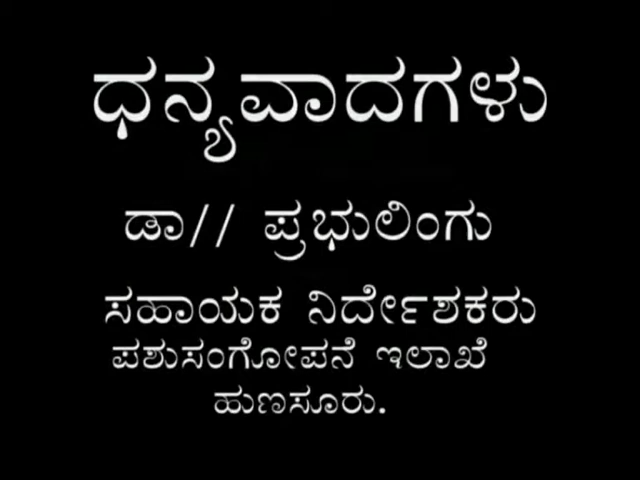 ಧನ್ಯವಾದಗಳು
ಡಾ// ಪ್ರಭುಲಿಂಗು
ಸಹಾಯಕ ನಿರ್ದೇಶಕರು
ಪಶುಸಂಗೋಪನೆ ಇಲಾಖೆ
ಹುಣಸೂರು.